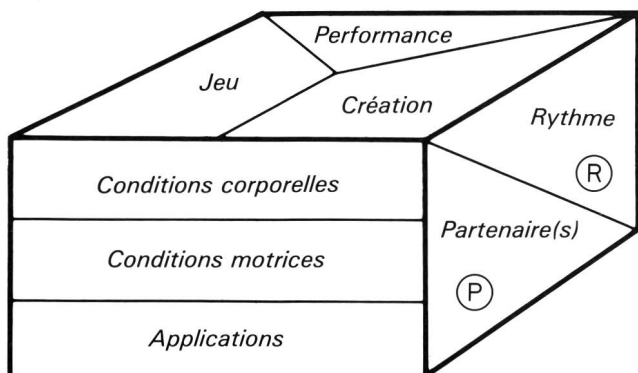 Performance
Jeu
Création
Rythme
R
Conditions corporelles
Partenaire(s)
Conditions motrices
P
Applications